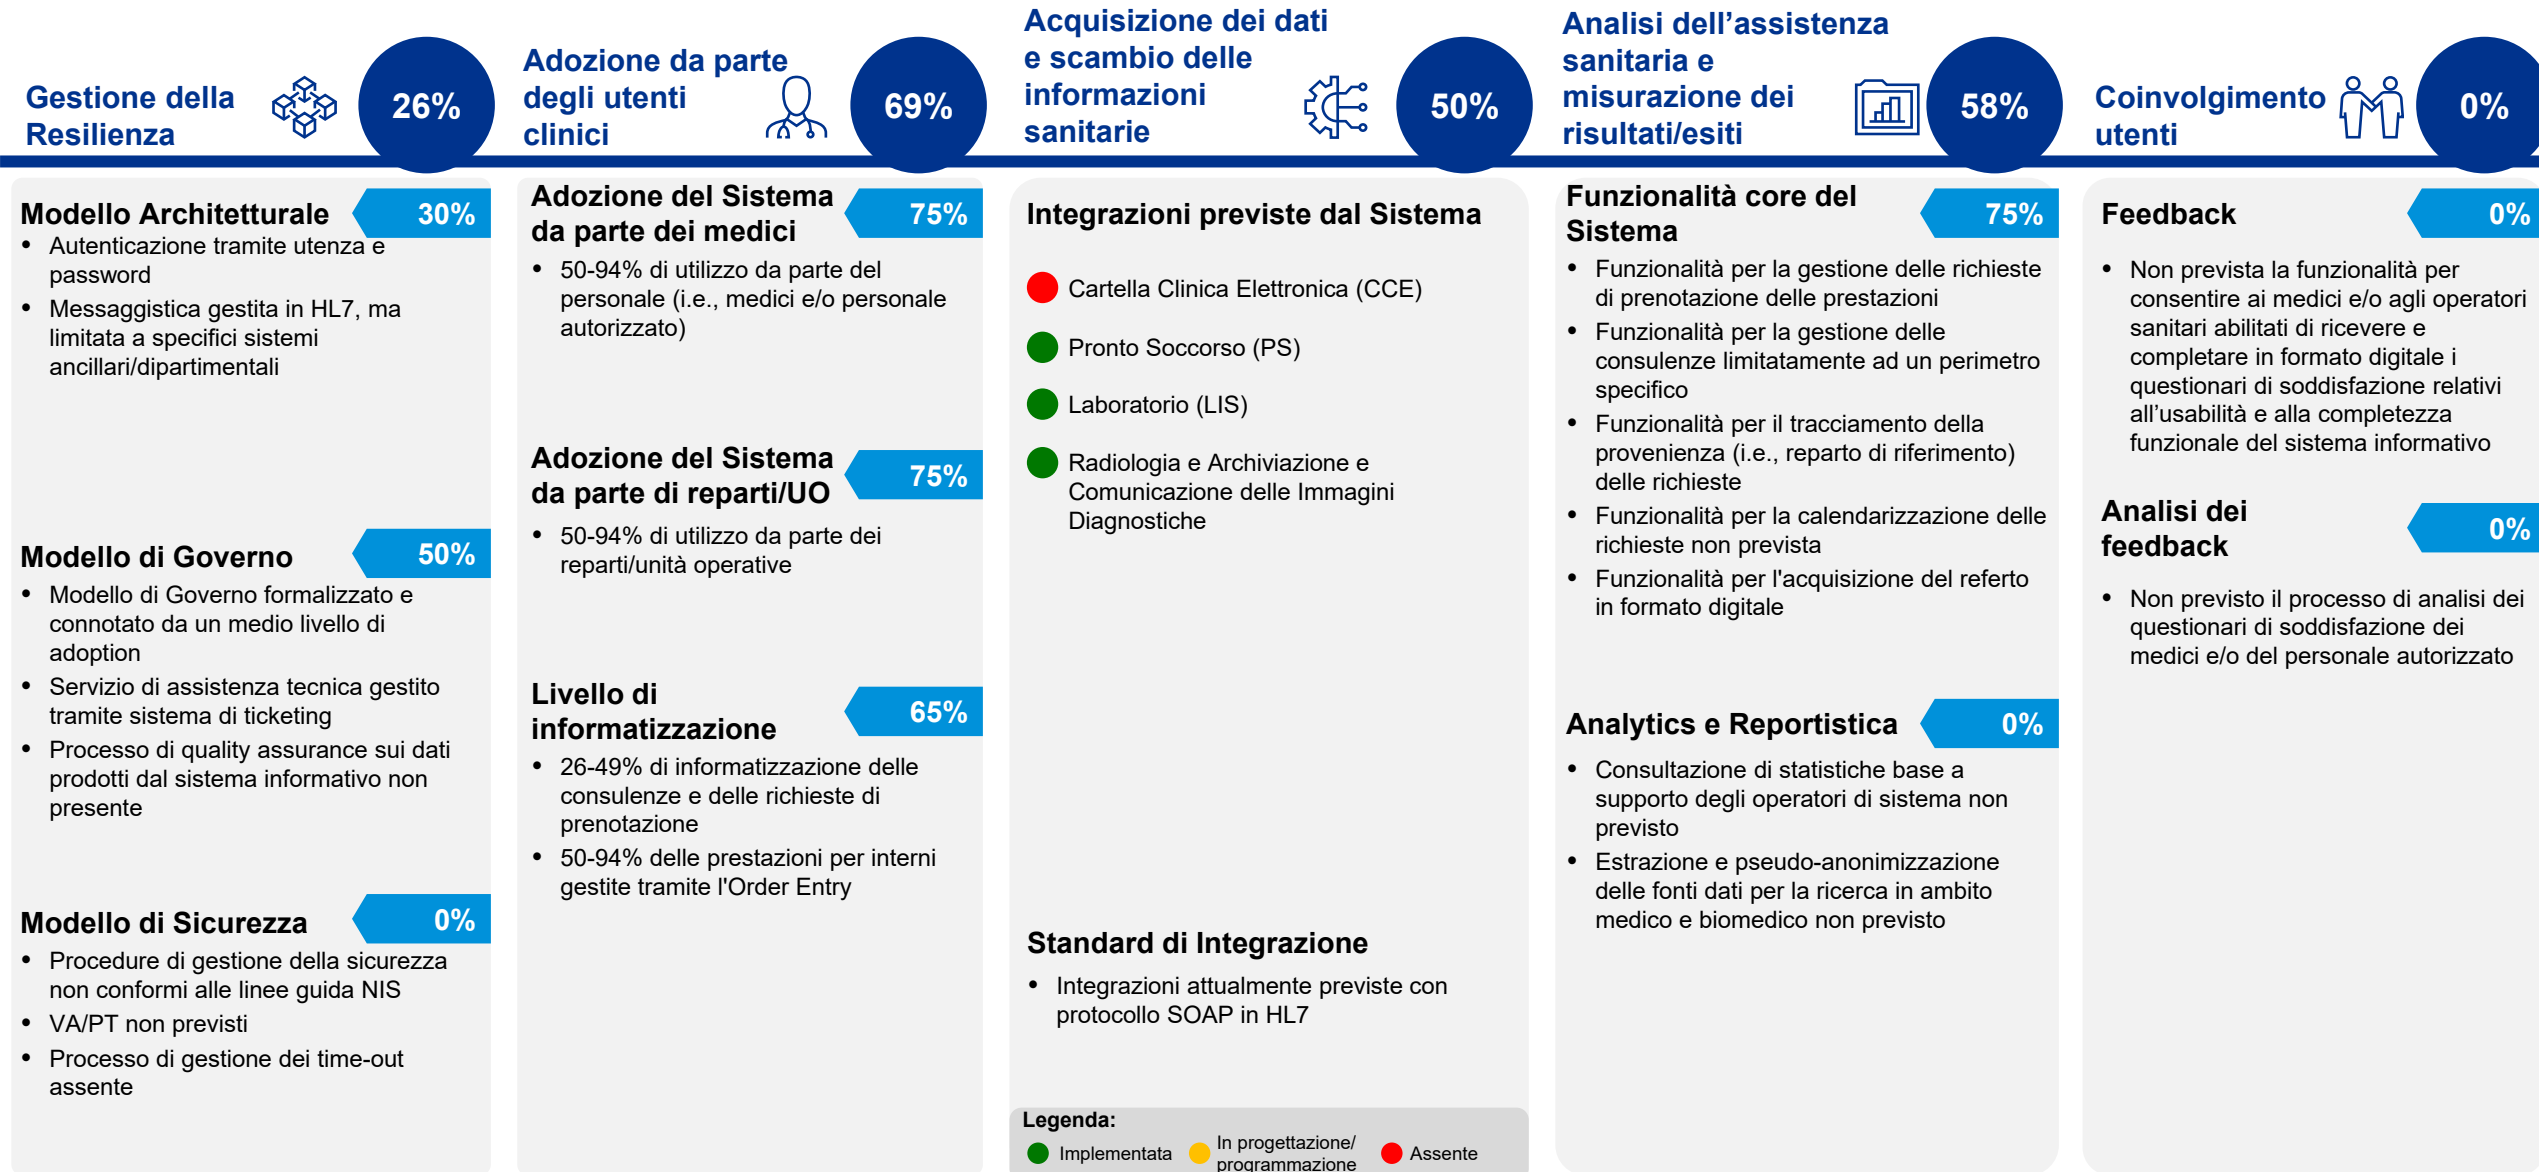 Gestione della
Resilienza
26%
Adozione da parte
degli utenti
clinici
69%
Acquisizione dei dati
e scambio delle
informazioni
sanitarie
50%
Analisi dell’assistenza
sanitaria e
misurazione dei
risultati/esiti
58%
Coinvolgimento
utenti
0%
Modello Architetturale
30%
• Autenticazione tramite utenza e
password
• Messaggistica gestita in HL7, ma
limitata a specifici sistemi
ancillari/dipartimentali
Modello di Governo
50%
• Modello di Governo formalizzato e
connotato da un medio livello di
adoption
• Servizio di assistenza tecnica gestito
tramite sistema di ticketing
• Processo di quality assurance sui dati
prodotti dal sistema informativo non
presente
Modello di Sicurezza
0%
• Procedure di gestione della sicurezza
non conformi alle linee guida NIS
• VA/PT non previsti
• Processo di gestione dei time-out
assente
Adozione del Sistema
da parte dei medici
75%
• 50-94% di utilizzo da parte del
personale (i.e., medici e/o personale
autorizzato)
Adozione del Sistema
da parte di reparti/UO
75%
• 50-94% di utilizzo da parte dei
reparti/unità operative
Livello di
informatizzazione
65%
• 26-49% di informatizzazione delle
consulenze e delle richieste di
prenotazione
• 50-94% delle prestazioni per interni
gestite tramite l'Order Entry
Integrazioni previste dal Sistema
Cartella Clinica Elettronica (CCE)
Pronto Soccorso (PS)
Laboratorio (LIS)
Radiologia e Archiviazione e
Comunicazione delle Immagini
Diagnostiche
Standard di Integrazione
• Integrazioni attualmente previste con
protocollo SOAP in HL7
Legenda:
Implementata
In progettazione/
programmazione
Assente
Funzionalità core del
Sistema
75%
• Funzionalità per la gestione delle richieste
di prenotazione delle prestazioni
• Funzionalità per la gestione delle
consulenze limitatamente ad un perimetro
specifico
• Funzionalità per il tracciamento della
provenienza (i.e., reparto di riferimento)
delle richieste
• Funzionalità per la calendarizzazione delle
richieste non prevista
• Funzionalità per l'acquisizione del referto
in formato digitale
Analytics e Reportistica
0%
• Consultazione di statistiche base a
supporto degli operatori di sistema non
previsto
• Estrazione e pseudo-anonimizzazione
delle fonti dati per la ricerca in ambito
medico e biomedico non previsto
Feedback
0%
• Non prevista la funzionalità per
consentire ai medici e/o agli operatori
sanitari abilitati di ricevere e
completare in formato digitale i
questionari di soddisfazione relativi
all’usabilità e alla completezza
funzionale del sistema informativo
Analisi dei
feedback
0%
• Non previsto il processo di analisi dei
questionari di soddisfazione dei
medici e/o del personale autorizzato